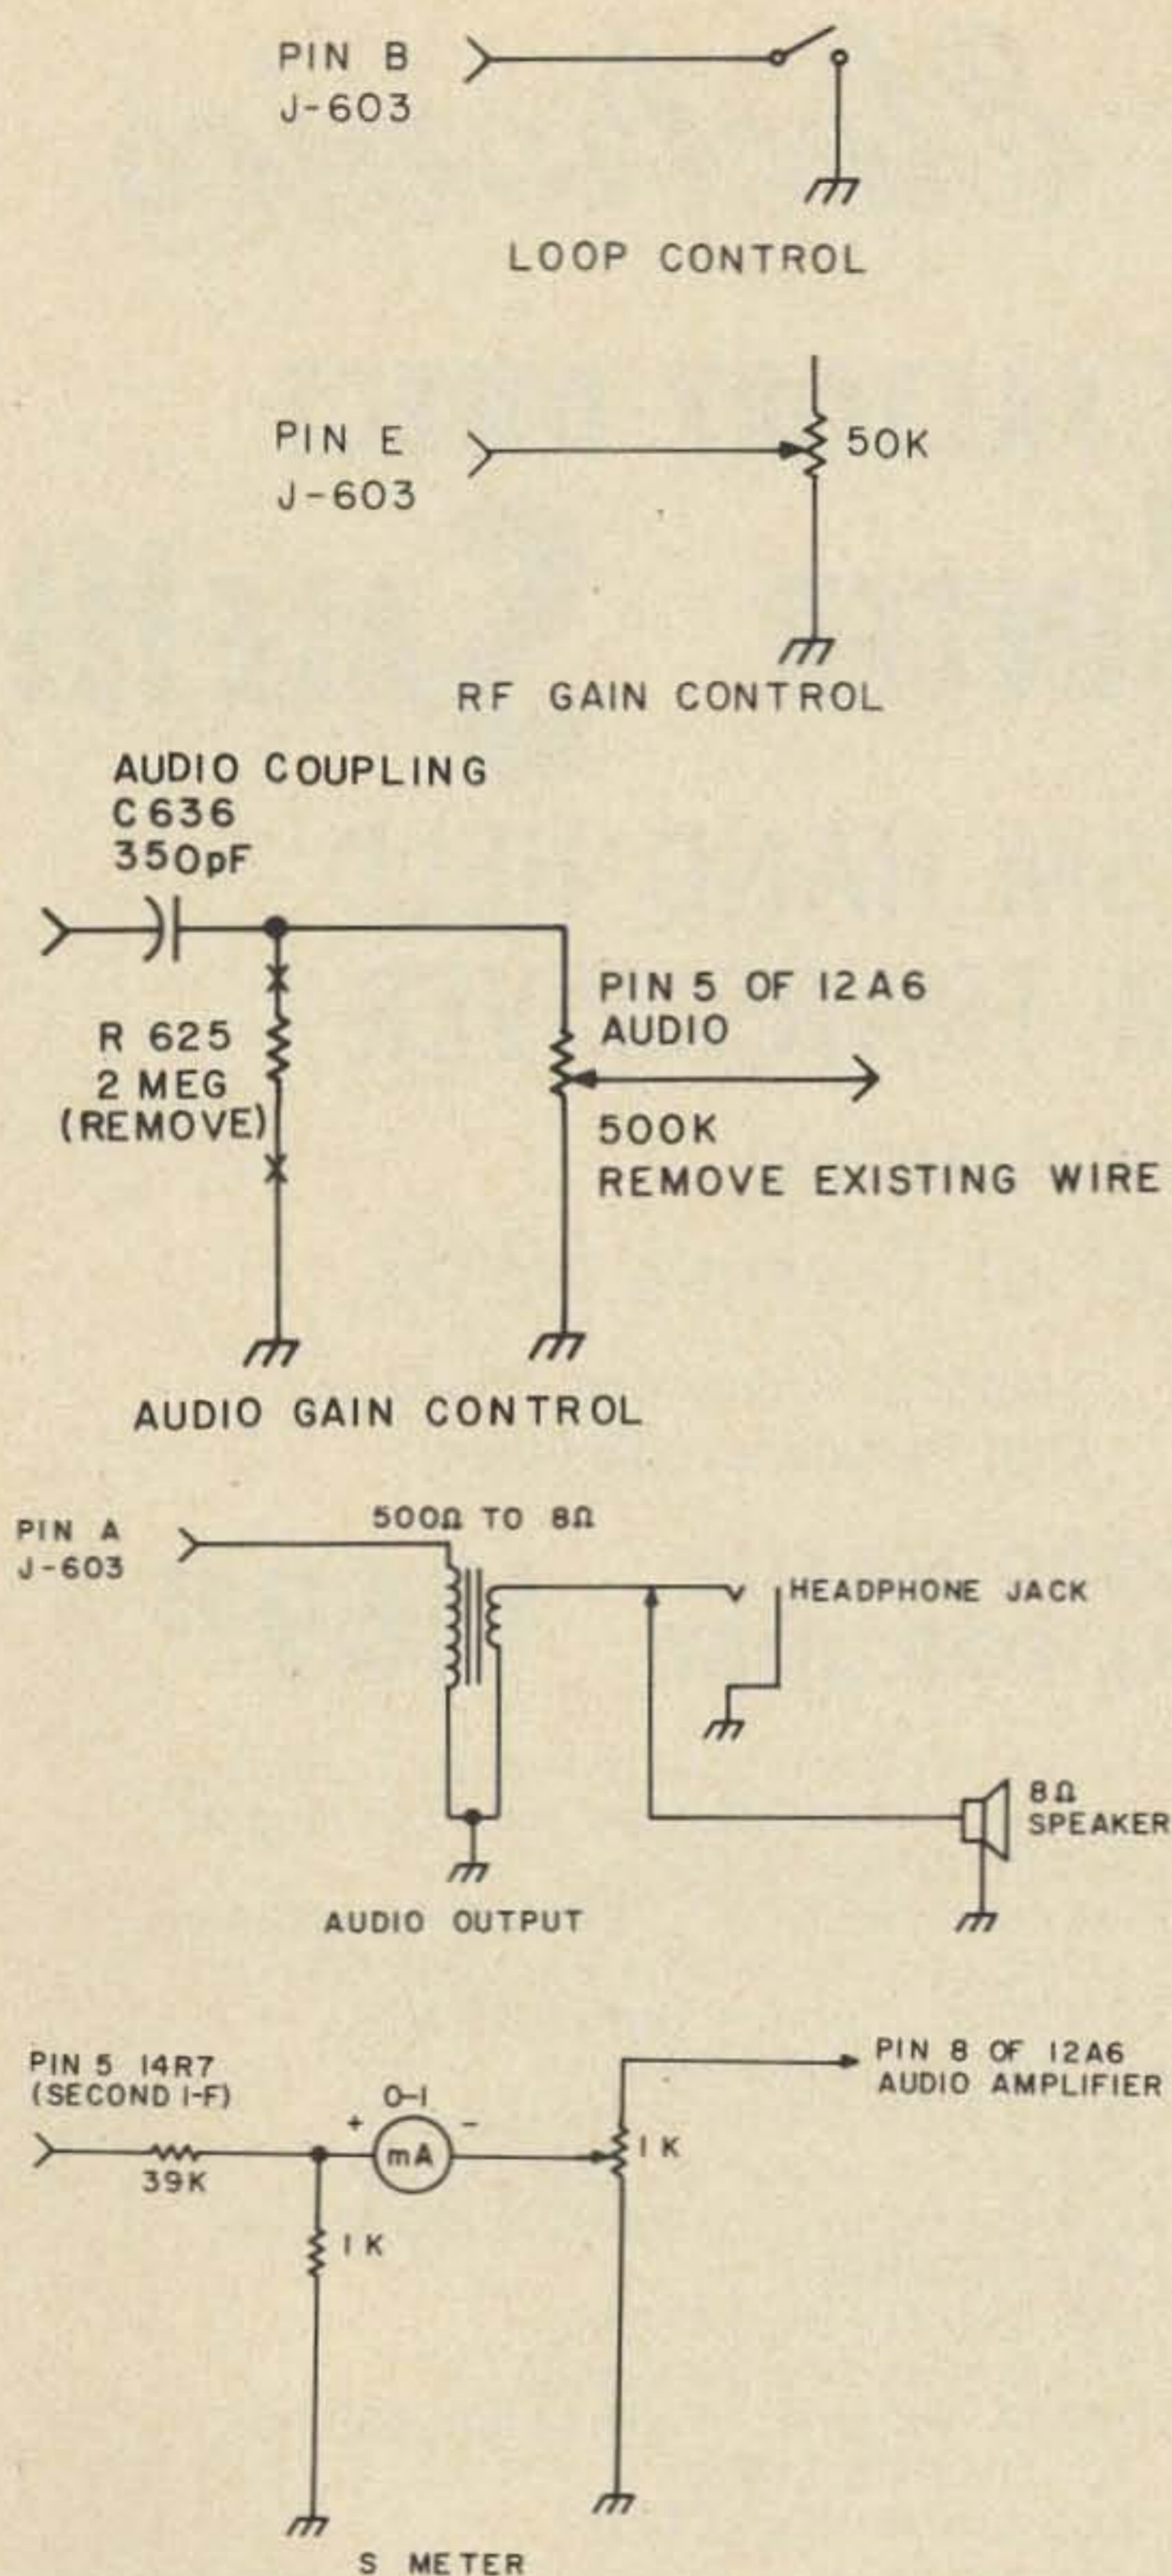 PIN B
J-603
LOOP CONTROL
PIN E
J-603
50K
RF GAIN CONTROL
AUDIO COUPLING
C636
350pF
R 625
2 MEG
(REMOVE)
PIN 5 OF 12A6
AUDIO
500K
REMOVE EXISTING WIRE
AUDIO GAIN CONTROL
PIN A
J-603
500Ω TO 8Ω
HEADPHONE JACK
8Ω
SPEAKER
AUDIO OUTPUT
PIN 5 14R7
(SECOND I-F)
39K
1 K
0-1
+ -
mA
1 K
PIN 8 OF 12A6
AUDIO AMPLIFIER
S METER